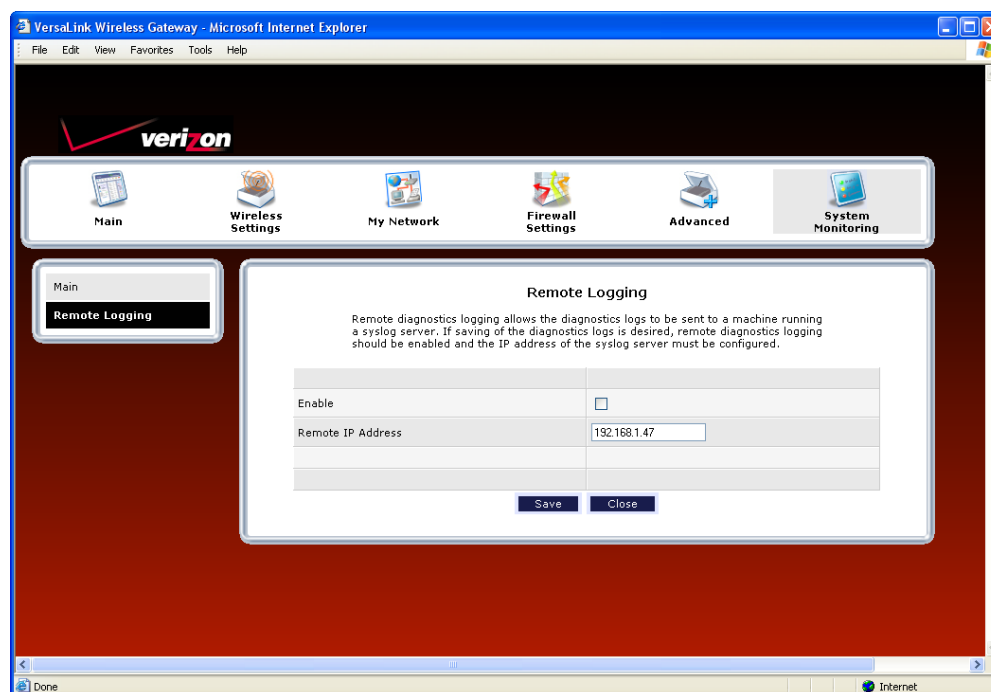 VersaLink Wireless Gateway - Microsoft Internet Explorer
File Edit View Favorites Tools Help
verizon
Main
Wireless
Settings
My Network
Firewall
Settings
Advanced
System
Monitoring
Main
Remote Logging
Remote Logging
Remote diagnostics logging allows the diagnostics logs to be sent to a machine running
a syslog server. If saving of the diagnostics logs is desired, remote diagnostics logging
should be enabled and the IP address of the syslog server must be configured.
Enable
Remote IP Address 192.168.1.47
Save Close
Done Internet